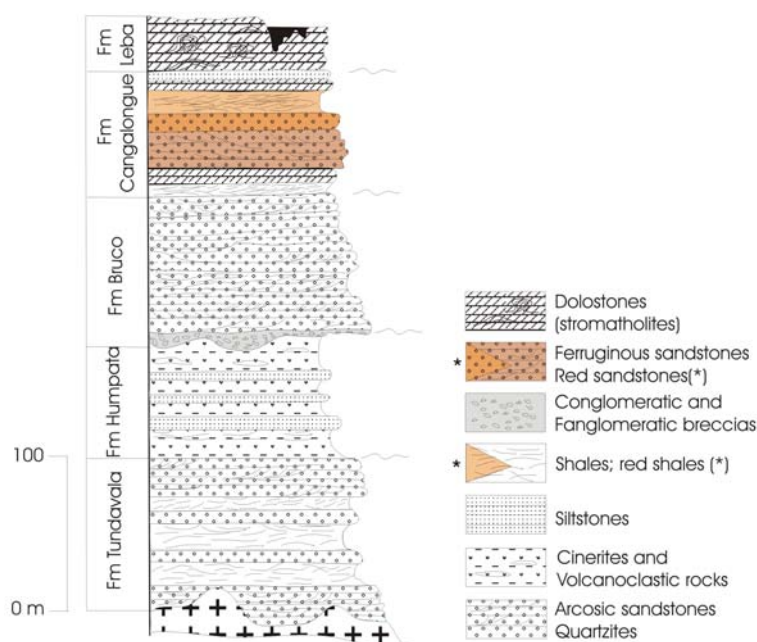 Fm
Leba
Fm
Cangalongue
Fm Bruco
Fm Humpata
100
Fm Tundavala
0 m
Dolostones
(stromatholites)
* Ferruginous sandstones
Red sandstones(*)
Conglomeratic and
Fanglomeratic breccias
* Shales; red shales (*)
Siltstones
Cinerites and
Volcanoclastic rocks
Arcosic sandstones
Quartzites